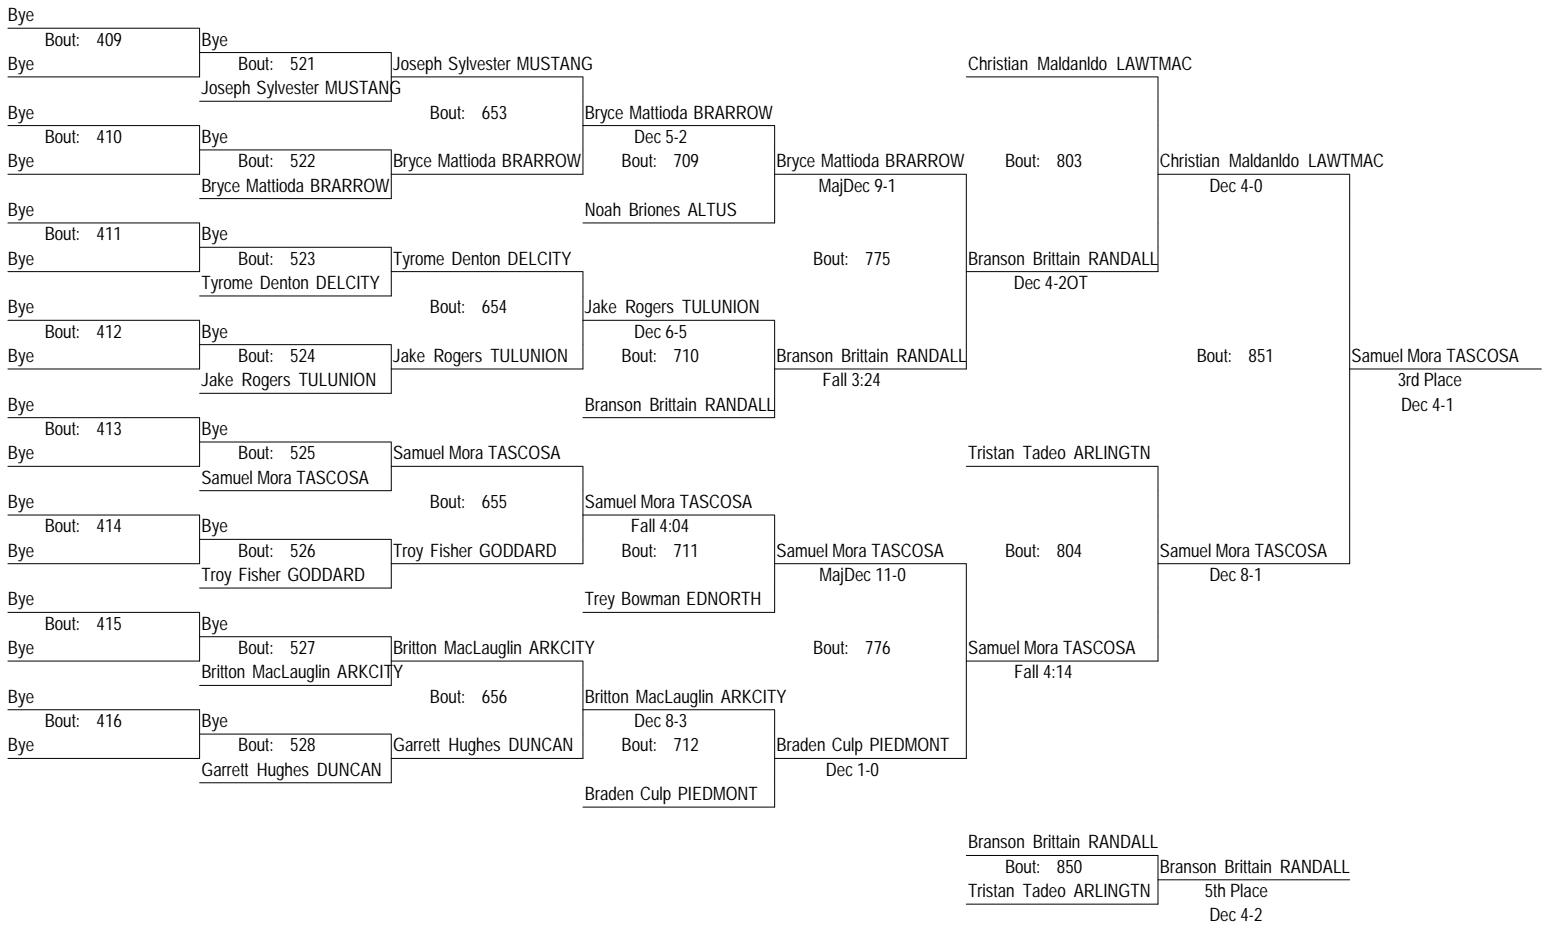 Bye
Bout: 409
Bye
Bye
Bout: 521
Joseph Sylvester MUSTANG
Joseph Sylvester MUSTANG
Bye
Bout: 410
Bye
Bye
Bout: 522
Bryce Mattioda BRARROW
Bout: 653
Bryce Mattioda BRARROW
Bryce Mattioda BRARROW
Dec 5-2
Bout: 709
Noah Briones ALTUS
Bryce Mattioda BRARROW
MajDec 9-1
Bye
Bout: 411
Bye
Bye
Bout: 523
Tyrome Denton DELCITY
Tyrome Denton DELCITY
Bye
Bout: 412
Bye
Bye
Bout: 524
Jake Rogers TULUNION
Bout: 654
Jake Rogers TULUNION
Jake Rogers TULUNION
Dec 6-5
Bout: 710
Branson Brittain RANDALL
Bout: 775
Branson Brittain RANDALL
Fall 3:24
Christian Maldanldo LAWTMAC
Bout: 803
Branson Brittain RANDALL
Dec 4-2OT
Christian Maldanldo LAWTMAC
Dec 4-0
Bye
Bout: 413
Bye
Bye
Bout: 525
Samuel Mora TASCOSA
Samuel Mora TASCOSA
Bye
Bout: 414
Bye
Bye
Bout: 526
Troy Fisher GODDARD
Bout: 655
Troy Fisher GODDARD
Samuel Mora TASCOSA
Fall 4:04
Bout: 711
Trey Bowman EDNORTH
Samuel Mora TASCOSA
MajDec 11-0
Bye
Bout: 415
Bye
Bye
Bout: 527
Britton MacLauglin ARKCITY
Britton MacLauglin ARKCITY
Bye
Bout: 416
Bye
Bye
Bout: 528
Garrett Hughes DUNCAN
Bout: 656
Garrett Hughes DUNCAN
Britton MacLauglin ARKCITY
Dec 8-3
Bout: 712
Braden Culp PIEDMONT
Bout: 776
Braden Culp PIEDMONT
Dec 1-0
Tristan Tadeo ARLINGTN
Bout: 804
Samuel Mora TASCOSA
Fall 4:14
Samuel Mora TASCOSA
Dec 8-1
Bout: 851
Samuel Mora TASCOSA
3rd Place
Dec 4-1
Branson Brittain RANDALL
Bout: 850
Tristan Tadeo ARLINGTN
Branson Brittain RANDALL
5th Place
Dec 4-2